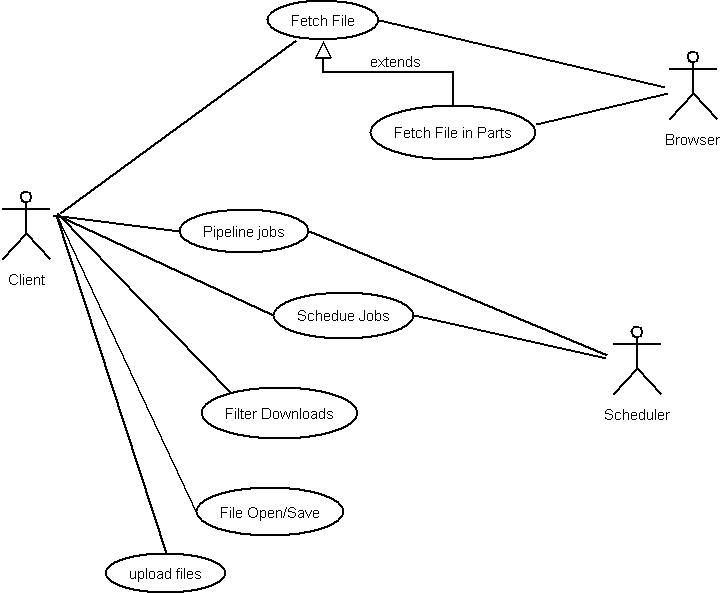 Fetch File
extends
Fetch File in Parts
Browser
Pipeline jobs
Client
Schedue Jobs
Scheduler
Filter Downloads
File Open/Save
upload files